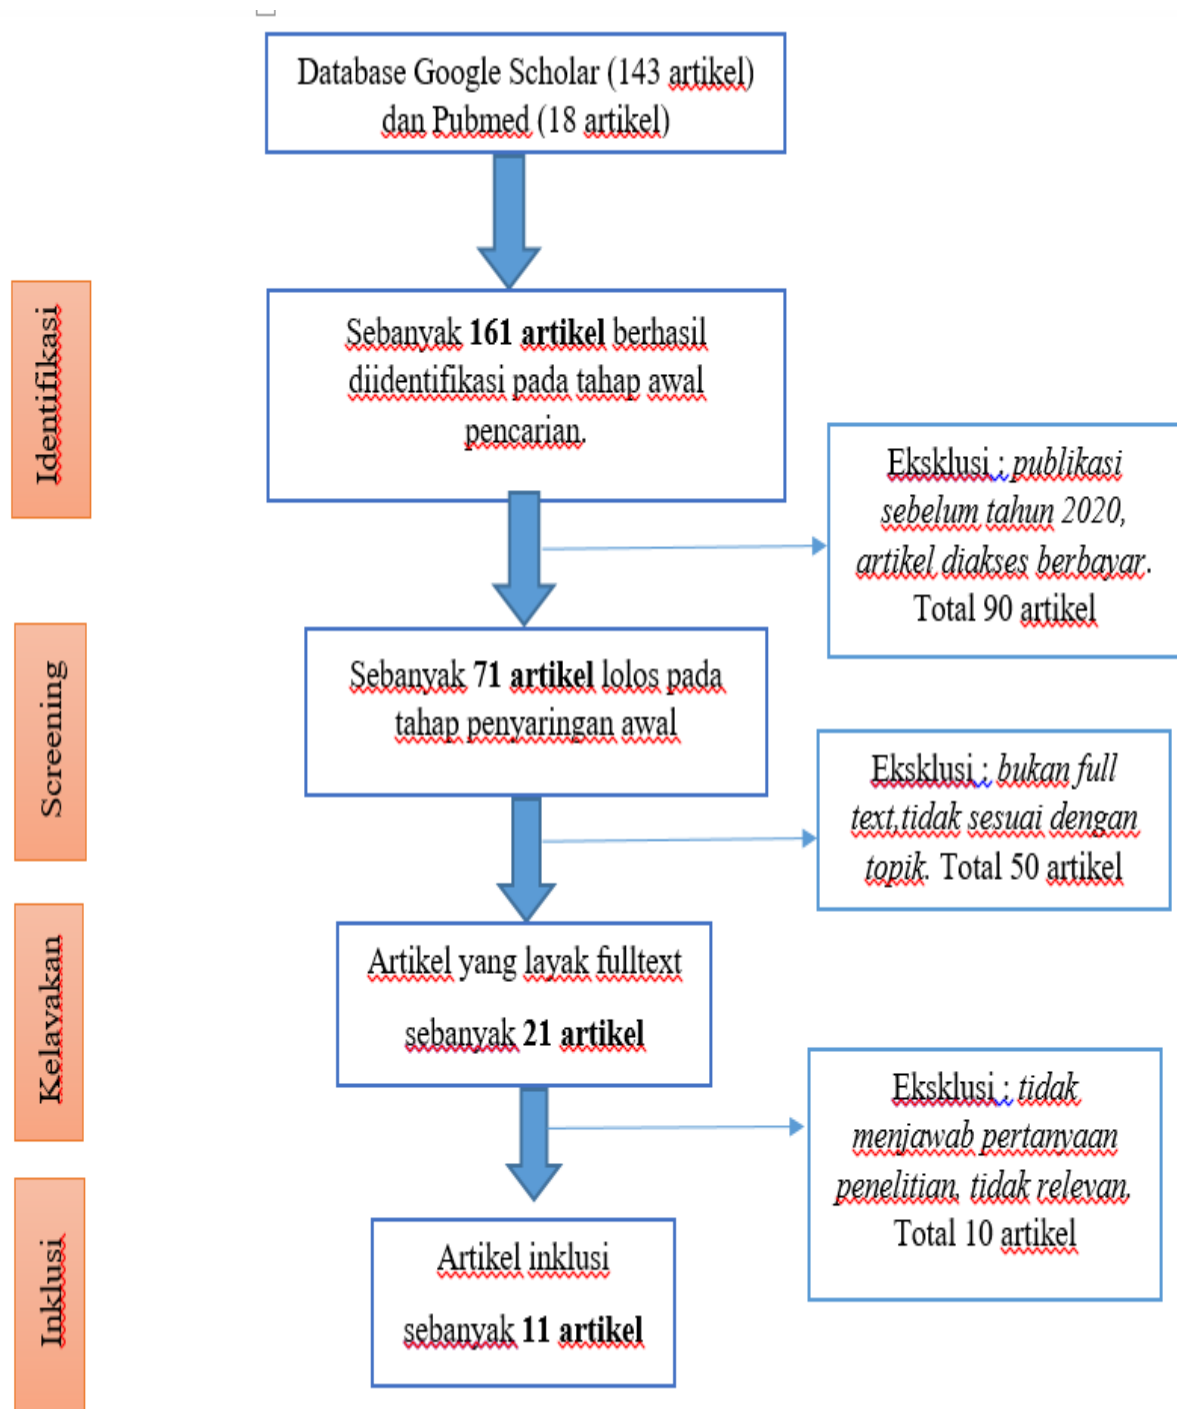 Database Google Scholar (143 artikel)
dan Pubmed (18 artikel)
Identifikasi
Sebanyak 161 artikel berhasil
diidentifikasi pada tahap awal
pencarian.
Eksklusi : publikasi
sebelum tahun 2020,
artikel diakses berbayar.
Total 90 artikel
Screening
Sebanyak 71 artikel lolos pada
tahap penyaringan awal
Eksklusi : bukan full
text,tidak sesuai dengan
topik. Total 50 artikel
Kelayakan
Artikel yang layak fulltext
sebanyak 21 artikel
Eksklusi : tidak
menjawab pertanyaan
penelitian, tidak relevan.
Total 10 artikel
Inklusi
Artikel inklusi
sebanyak 11 artikel